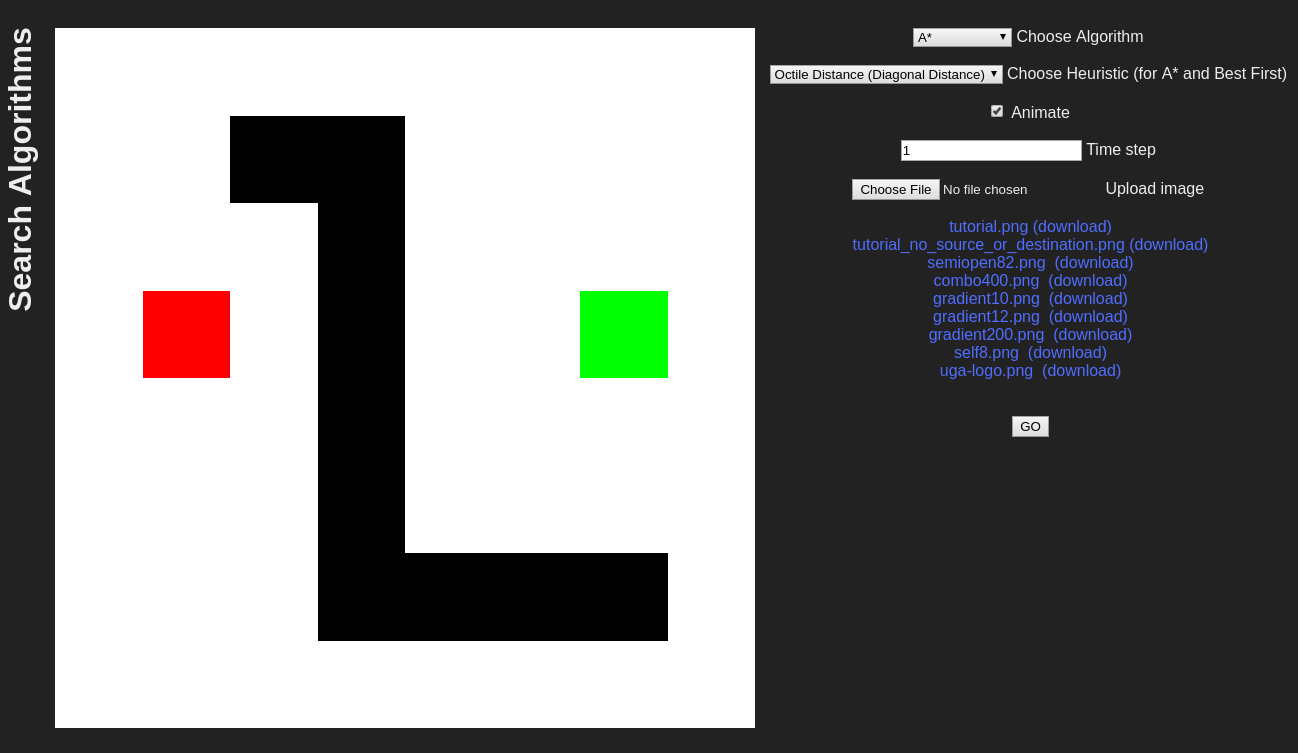 Search Algorithms
A* Choose Algorithm
Octile Distance (Diagonal Distance) Choose Heuristic (for A* and Best First)
Animate
1 Time step
Choose File No file chosen Upload image
tutorial.png (download)
tutorial_no_source_or_destination.png (download)
semiopen82.png (download)
combo400.png (download)
gradient10.png (download)
gradient12.png (download)
gradient200.png (download)
self8.png (download)
uga-logo.png (download)
GO